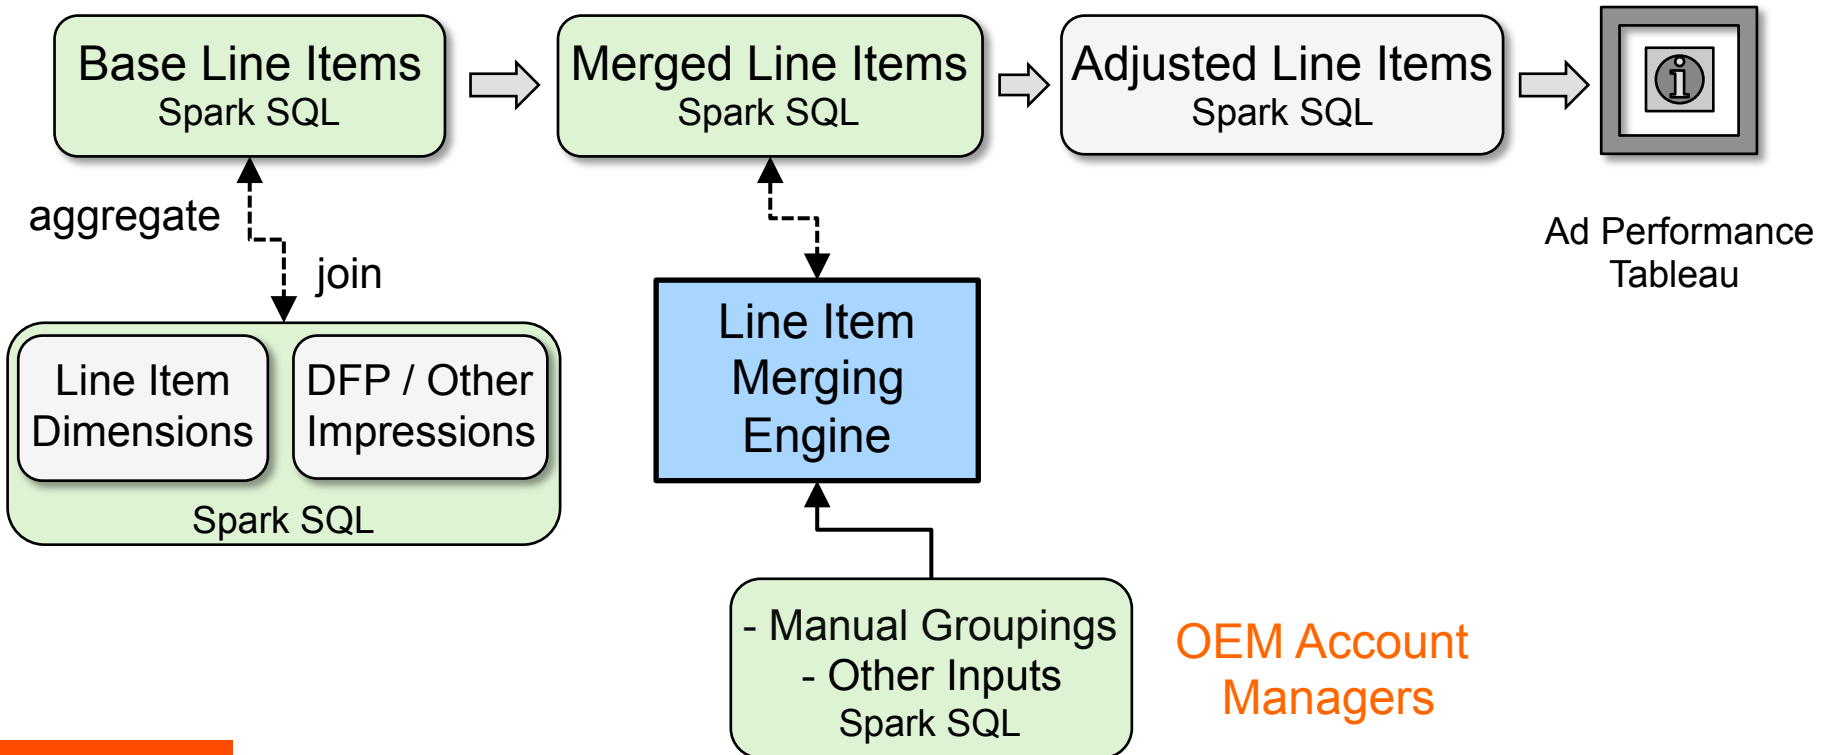 Base Line Items
Spark SQL
Merged Line Items
Spark SQL
Adjusted Line Items
Spark SQL
Ad Performance
Tableau
aggregate
join
Line Item
Dimensions
DFP / Other
Impressions
Spark SQL
Line Item
Merging
Engine
- Manual Groupings
- Other Inputs
Spark SQL
OEM Account
Managers